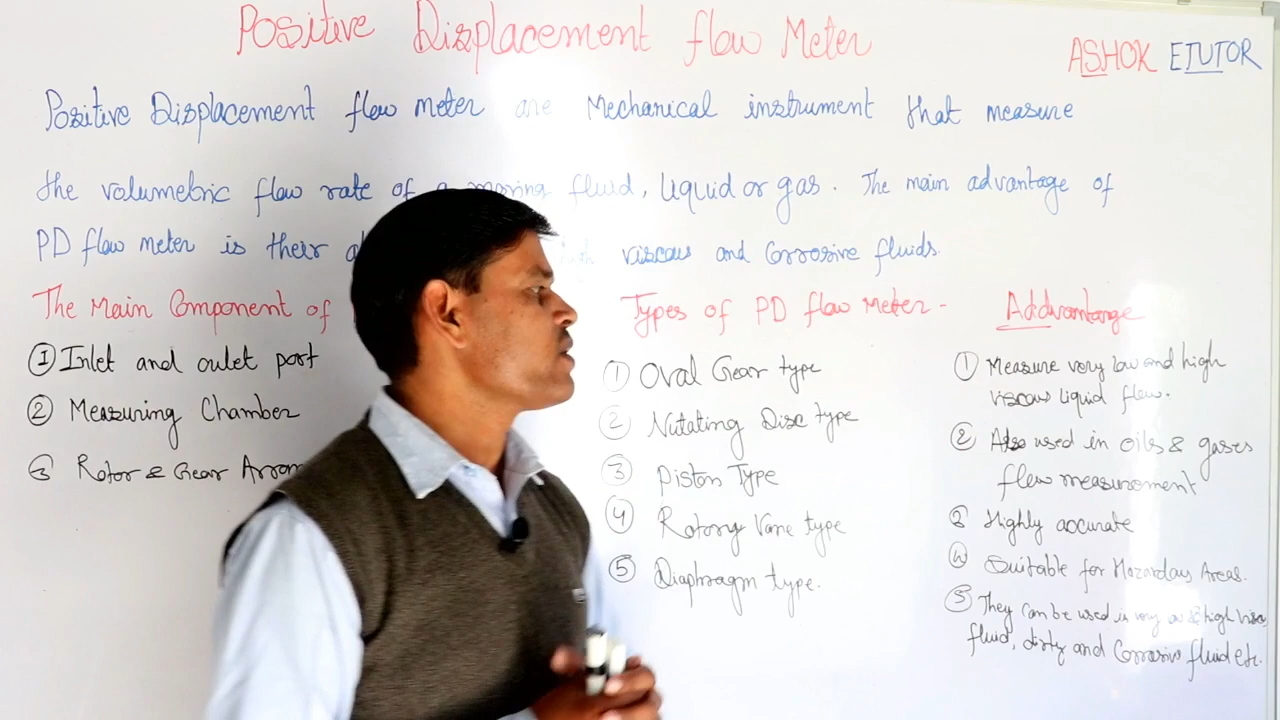 Positive Displacement flow Meter
ASHOK ETUTOR
Positive Displacement flow meter are Mechanical instrument that measure
the volumetric flow rate of a moving fluid, liquid or gas. The main advantage of
PD flow meter is their viscous and Corrosive fluids.
The Main Component of
① Inlet and oulet port
② Measuring Chamber
③ Rotor & Gear
Types of PD flow Meter -
① Oval Gear type
② Nutating Disc type
③ Piston Type
④ Rotong Vane type
⑤ Diaphragm type.
Addvantange
① Measure very low and high
viscous liquid flow.
② Also used in oils & gases
flow measurement
③ Highly accurate
④ Suitable for Hazardous Areas.
⑤ They can be used in very & high
fluid, dirty and Corrosive fluid etc.